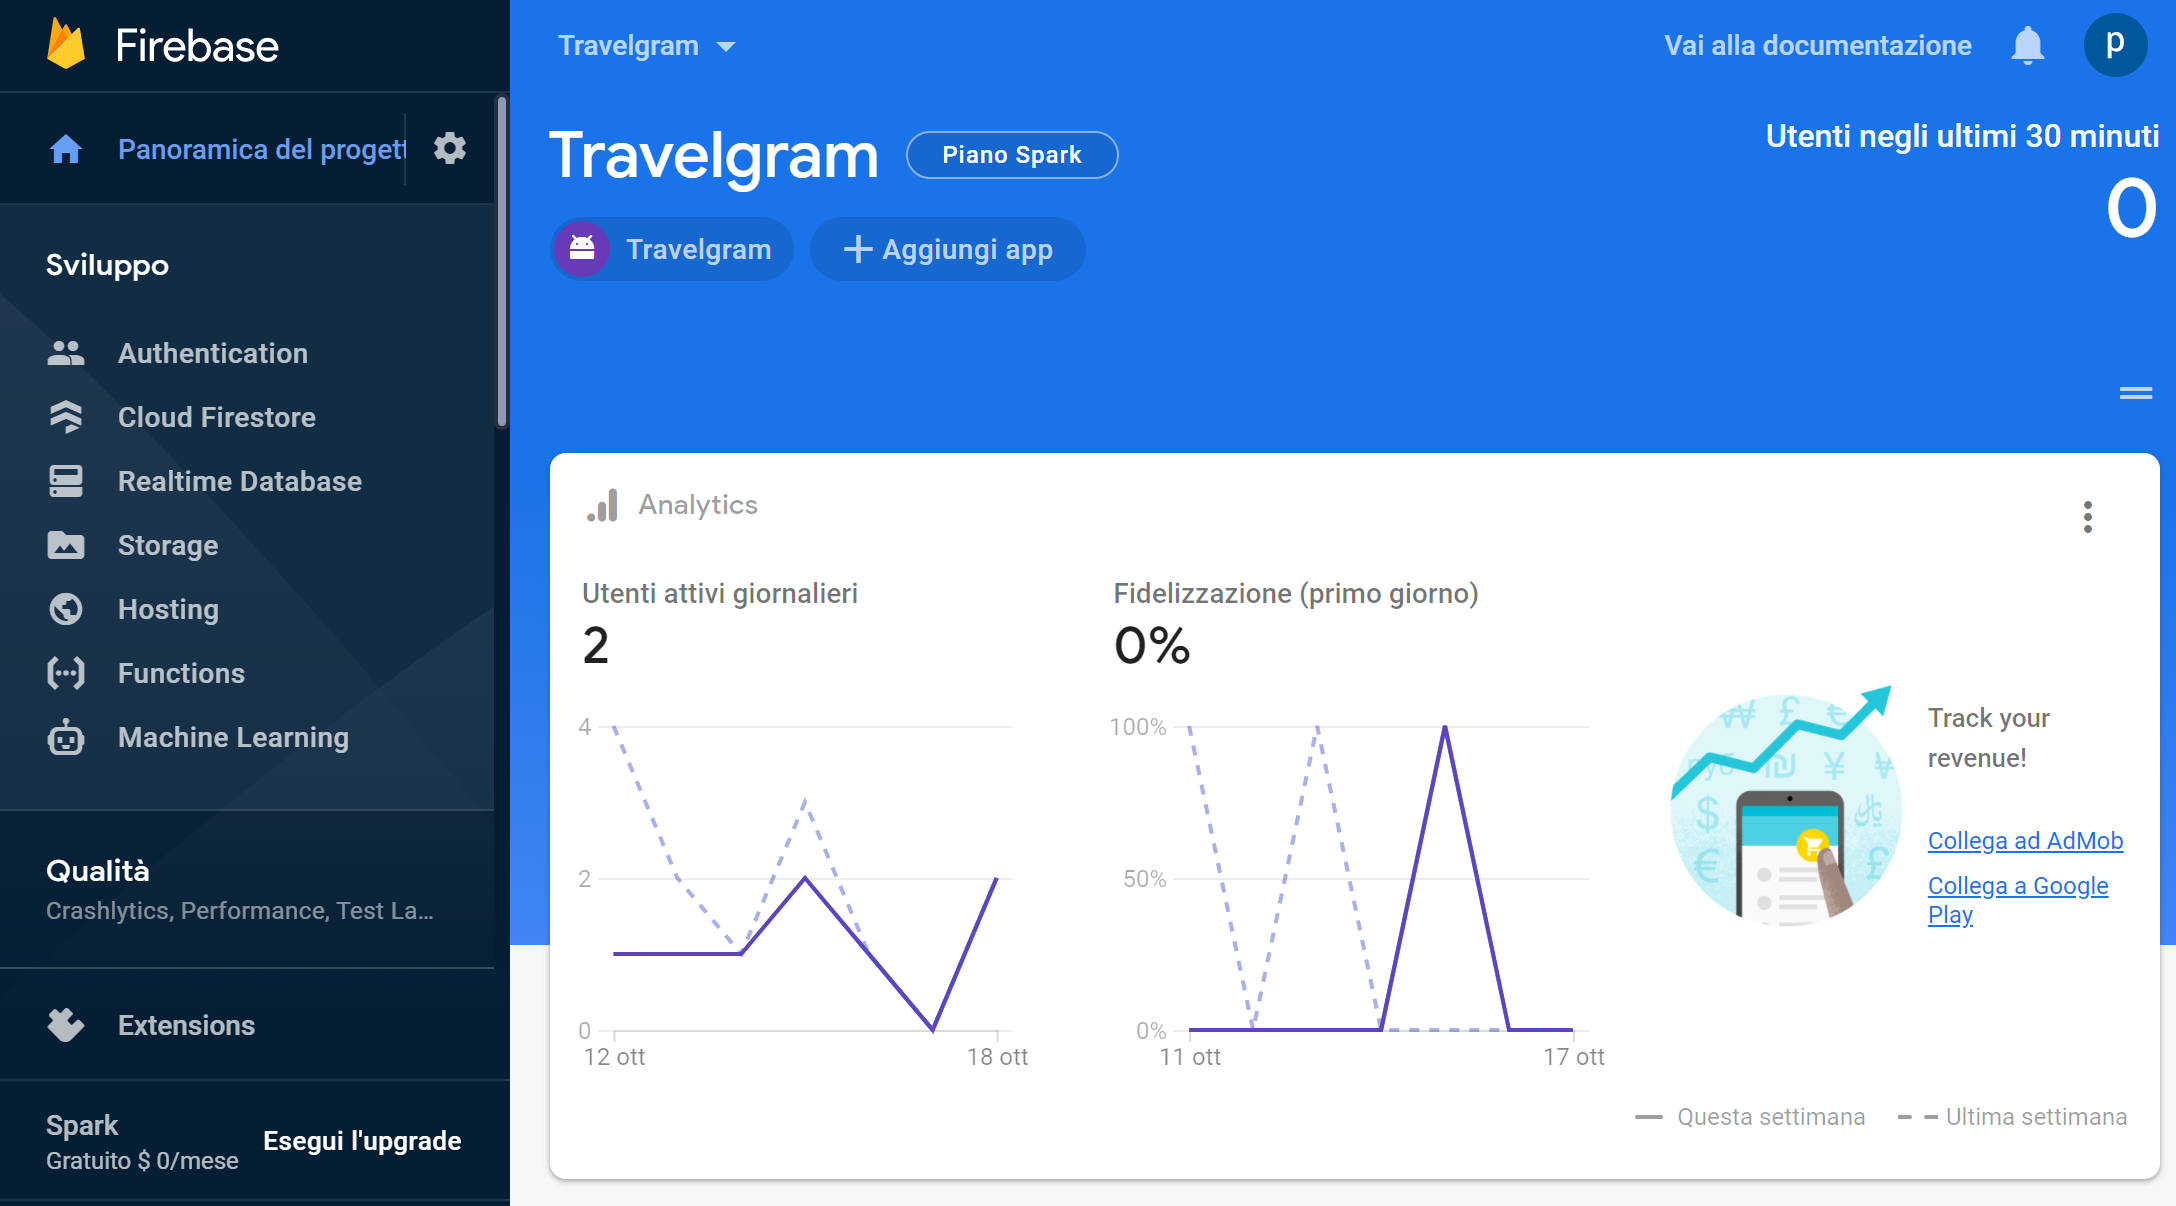 Firebase
Panoramica del progett
Sviluppo
Authentication
Cloud Firestore
Realtime Database
Storage
Hosting
Functions
Machine Learning
Qualità
Crashlytics, Performance, Test La...
Extensions
Spark
Gratuito $ 0/mese
Esegui l'upgrade
Travelgram
Vai alla documentazione
p
Travelgram
Piano Spark
Utenti negli ultimi 30 minuti
0
Travelgram
Aggiungi app
Analytics
Utenti attivi giornalieri
2
4
2
0
12 ott
18 ott
Fidelizzazione (primo giorno)
0%
100%
50%
0%
11 ott
17 ott
Track your
revenue!
Collega ad AdMob
Collega a Google
Play
Questa settimana
Ultima settimana